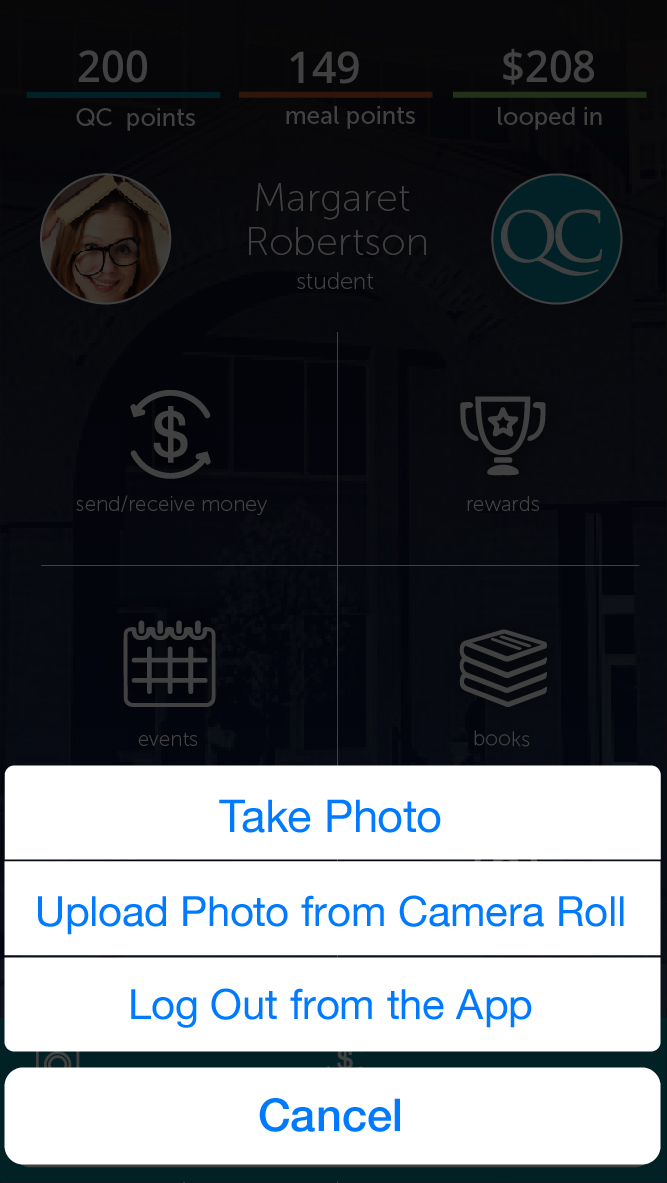 200 149 $208
QC points meal points looped in
Margaret
Robertson
QC
student
send/receive money rewards
events books
Take Photo
Upload Photo from Camera Roll
Log Out from the App
$
Cancel